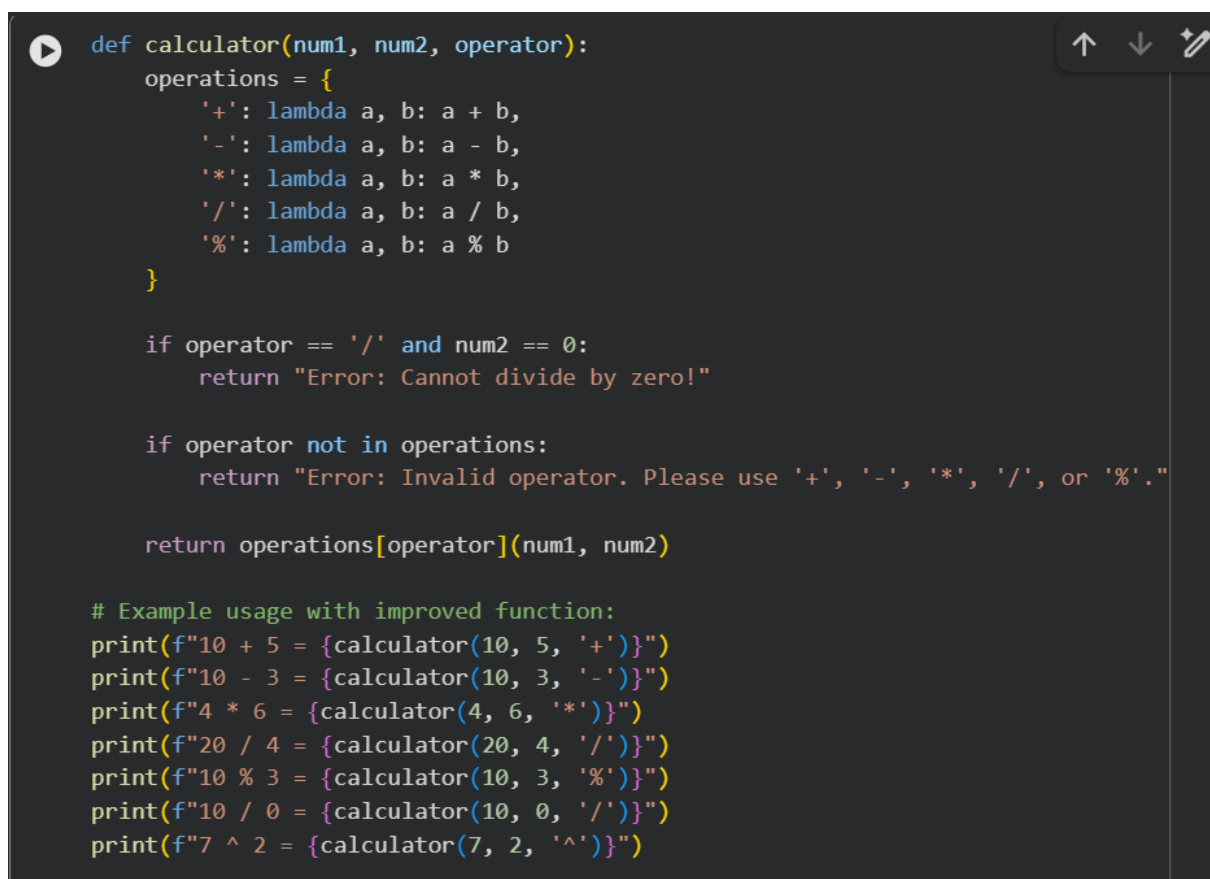 def calculator(num1, num2, operator):
    operations = {
        '+': lambda a, b: a + b,
        '-': lambda a, b: a - b,
        '*': lambda a, b: a * b,
        '/': lambda a, b: a / b,
        '%': lambda a, b: a % b
    }

    if operator == '/' and num2 == 0:
        return "Error: Cannot divide by zero!"

    if operator not in operations:
        return "Error: Invalid operator. Please use '+', '-', '*', '/', or '%'."

    return operations[operator](num1, num2)

# Example usage with improved function:
print(f"10 + 5 = {calculator(10, 5, '+')}")
print(f"10 - 3 = {calculator(10, 3, '-')}")
print(f"4 * 6 = {calculator(4, 6, '*')}")
print(f"20 / 4 = {calculator(20, 4, '/')}")
print(f"10 % 3 = {calculator(10, 3, '%')}")
print(f"10 / 0 = {calculator(10, 0, '/')}")
print(f"7 ^ 2 = {calculator(7, 2, '^')}")